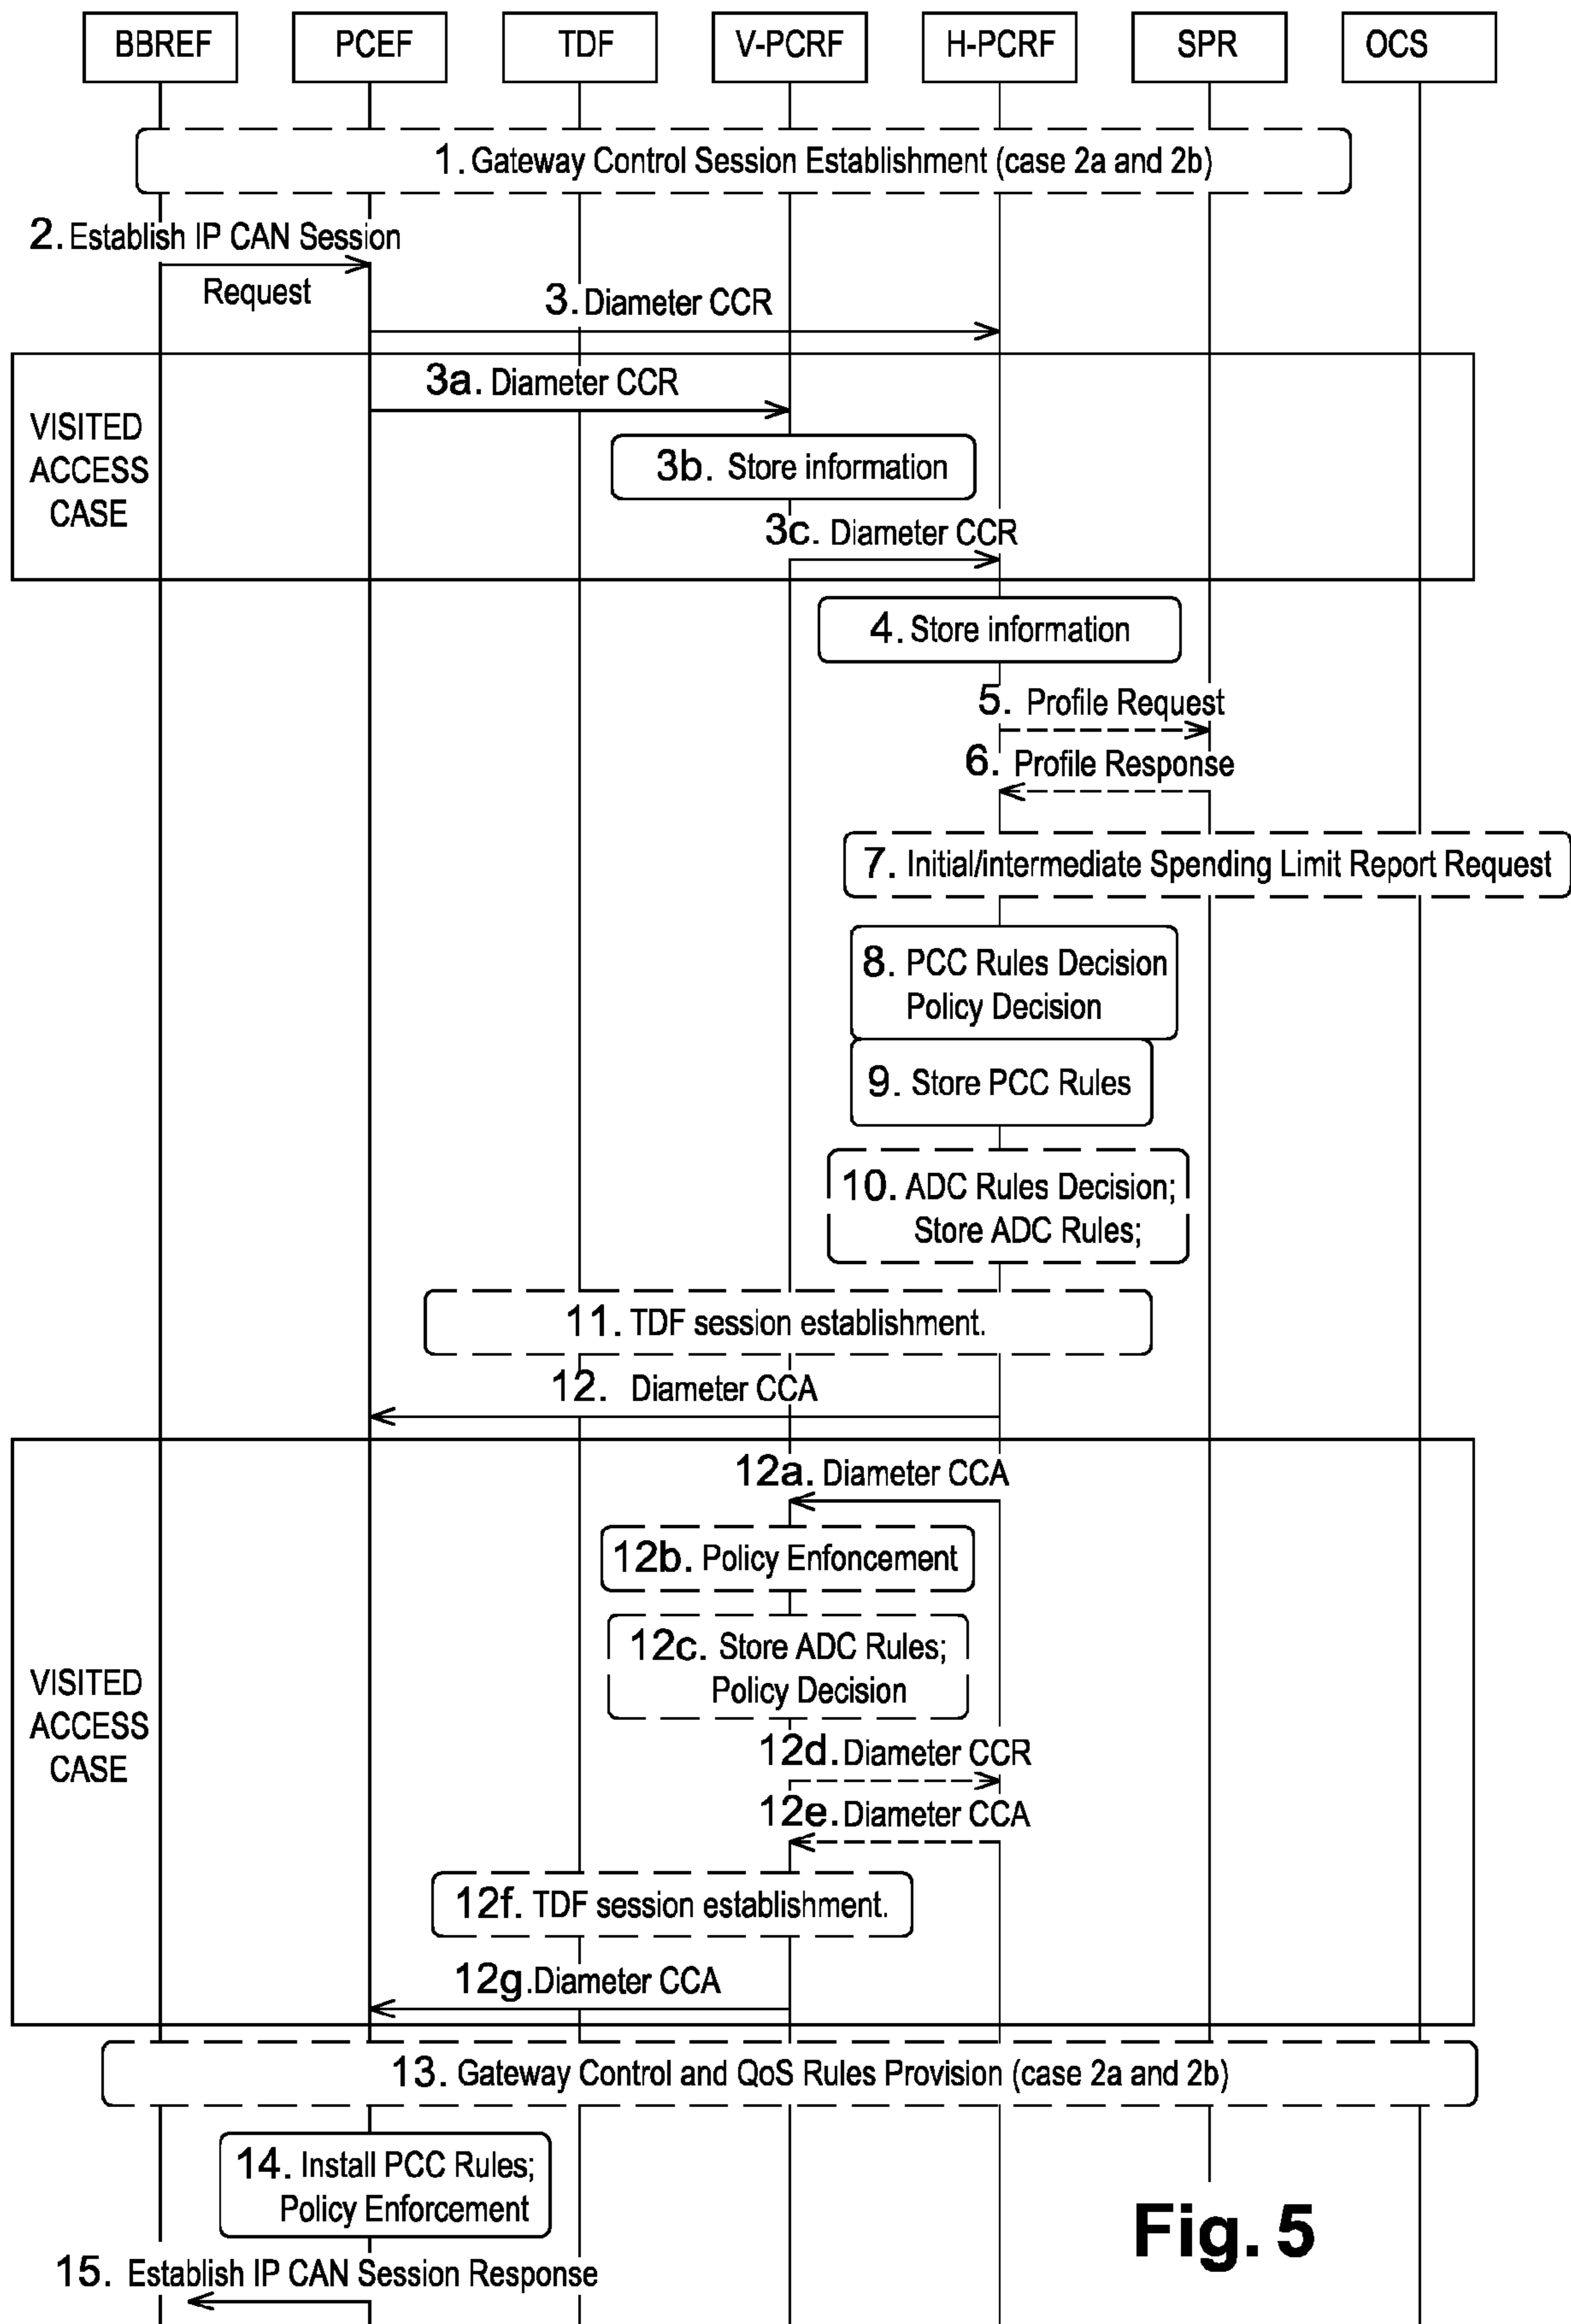 BBREF PCEF TDF V-PCRF H-PCRF SPR OCS
1. Gateway Control Session Establishment (case 2a and 2b)
2. Establish IP CAN Session
Request
3. Diameter CCR
3a. Diameter CCR
VISITED
ACCESS
CASE
3b. Store information
3c. Diameter CCR
4. Store information
5. Profile Request
6. Profile Response
7. Initial/intermediate Spending Limit Report Request
8. PCC Rules Decision
Policy Decision
9. Store PCC Rules
10. ADC Rules Decision;
Store ADC Rules;
11. TDF session establishment.
12. Diameter CCA
12a. Diameter CCA
12b. Policy Enfoncement
12c. Store ADC Rules;
Policy Decision
VISITED
ACCESS
CASE
12d. Diameter CCR
12e. Diameter CCA
12f. TDF session establishment.
12g. Diameter CCA
13. Gateway Control and QoS Rules Provision (case 2a and 2b)
14. Install PCC Rules;
Policy Enforcement
Fig. 5
15. Establish IP CAN Session Response